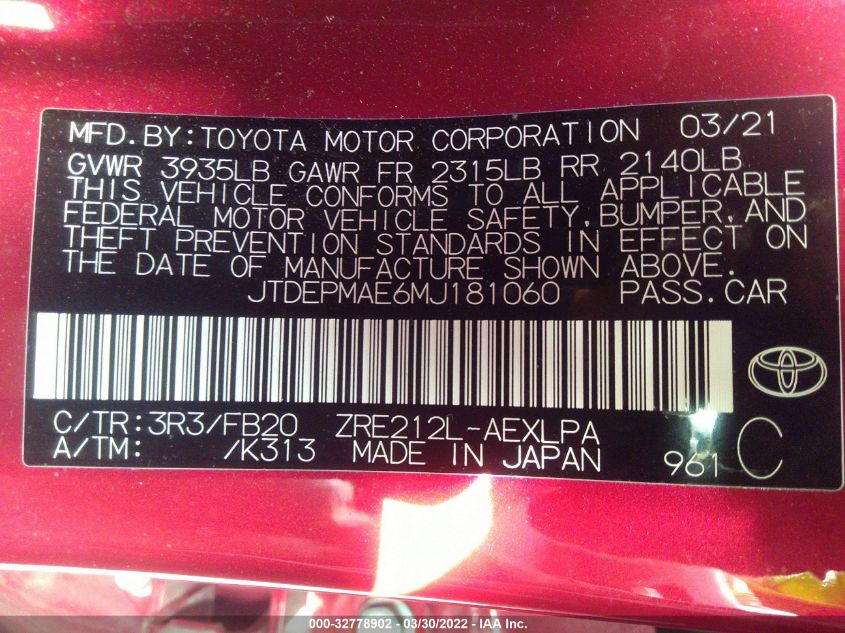 MFD.BY:TOYOTA MOTOR CORPORATION 03/21
GVWR 3935LB GAWR FR 2315LB RR 2140LB
THIS VEHICLE CONFORMS TO ALL APPLICABLE
FEDERAL MOTOR VEHICLE SAFETY,BUMPER,AND
THEFT PREVENTION STANDARDS IN EFFECT ON
THE DATE OF MANUFACTURE SHOWN ABOVE.
JTDEPMAE6MJ181060 PASS.CAR
C/TR:3R3/FB20 ZRE212L-AEXLPA
A/TM: /K313 MADE IN JAPAN 961 C
000-32778902 - 03/30/2022 - IAA Inc.